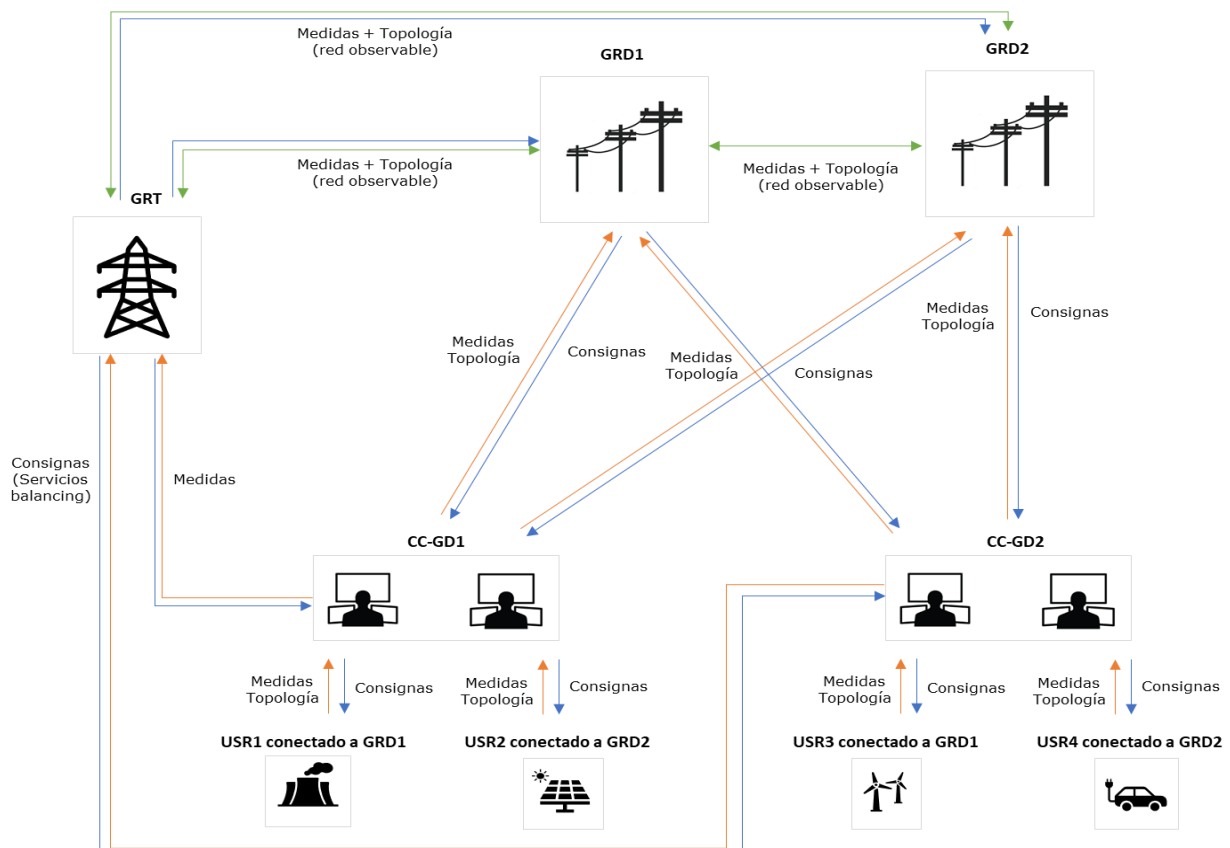 Medidas + Topología
(red observable)
GRD1
GRD2
Medidas + Topología
(red observable)
Medidas + Topología
(red observable)
GRT
Medidas
Topología
Consignas
Medidas
Topología
Consignas
Medidas
Topología
Consignas
Consignas
(Servicios
balancing)
Medidas
CC-GD1
CC-GD2
Medidas
Topología
Consignas
Medidas
Topología
Consignas
Medidas
Topología
Consignas
Medidas
Topología
Consignas
USR1 conectado a GRD1
USR2 conectado a GRD2
USR3 conectado a GRD1
USR4 conectado a GRD2